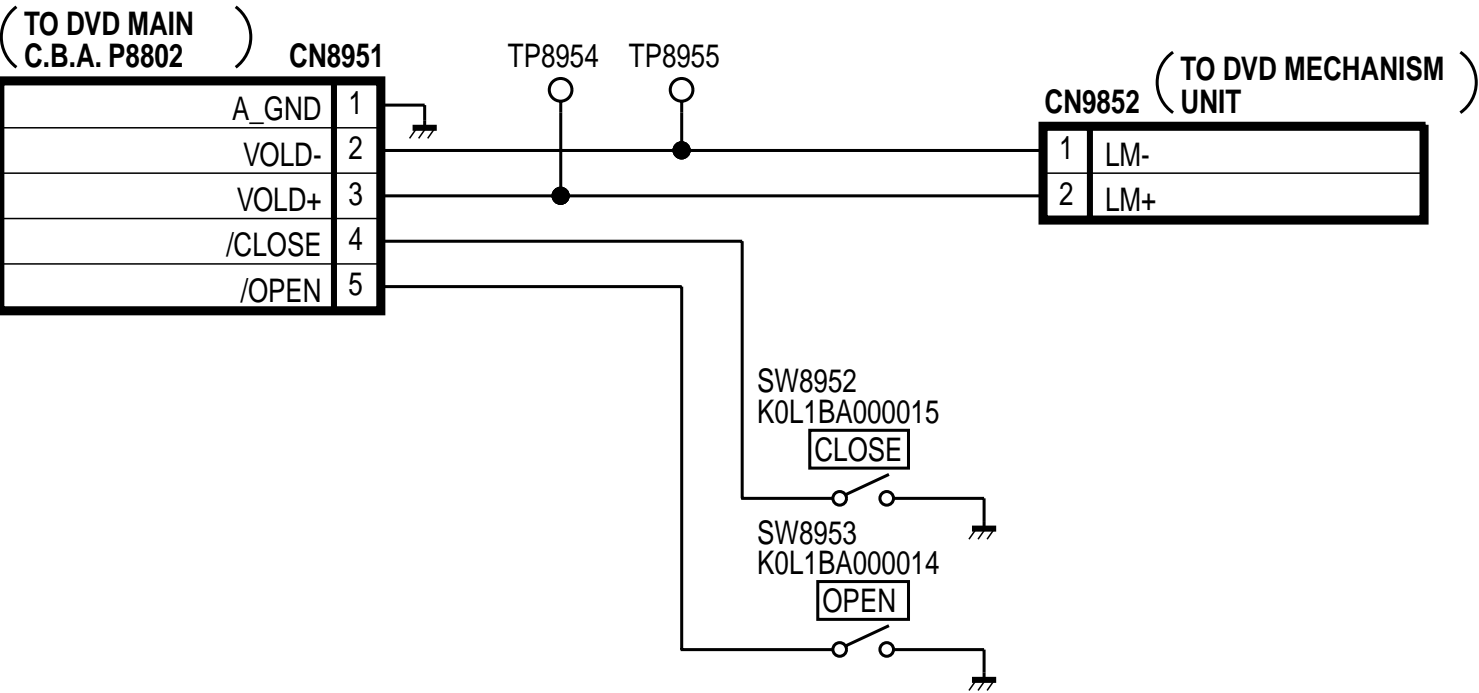 (TO DVD MAIN
C.B.A. P8802)
CN8951
A_GND 1
VOLD- 2
VOLD+ 3
/CLOSE 4
/OPEN 5
TP8954 TP8955
CN9852
(TO DVD MECHANISM
UNIT)
1 LM-
2 LM+
SW8952
K0L1BA000015
CLOSE
SW8953
K0L1BA000014
OPEN